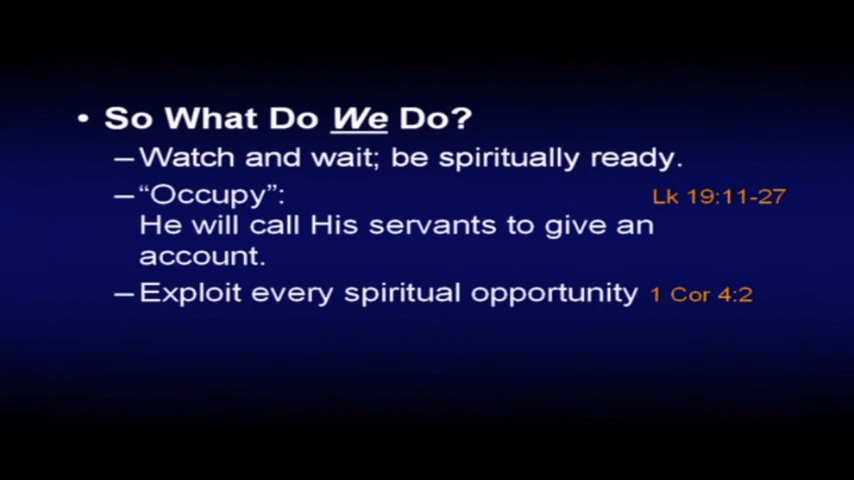 • So What Do We Do?
–Watch and wait; be spiritually ready.
–“Occupy”: Lk 19:11-27
He will call His servants to give an
account.
–Exploit every spiritual opportunity 1 Cor 4:2